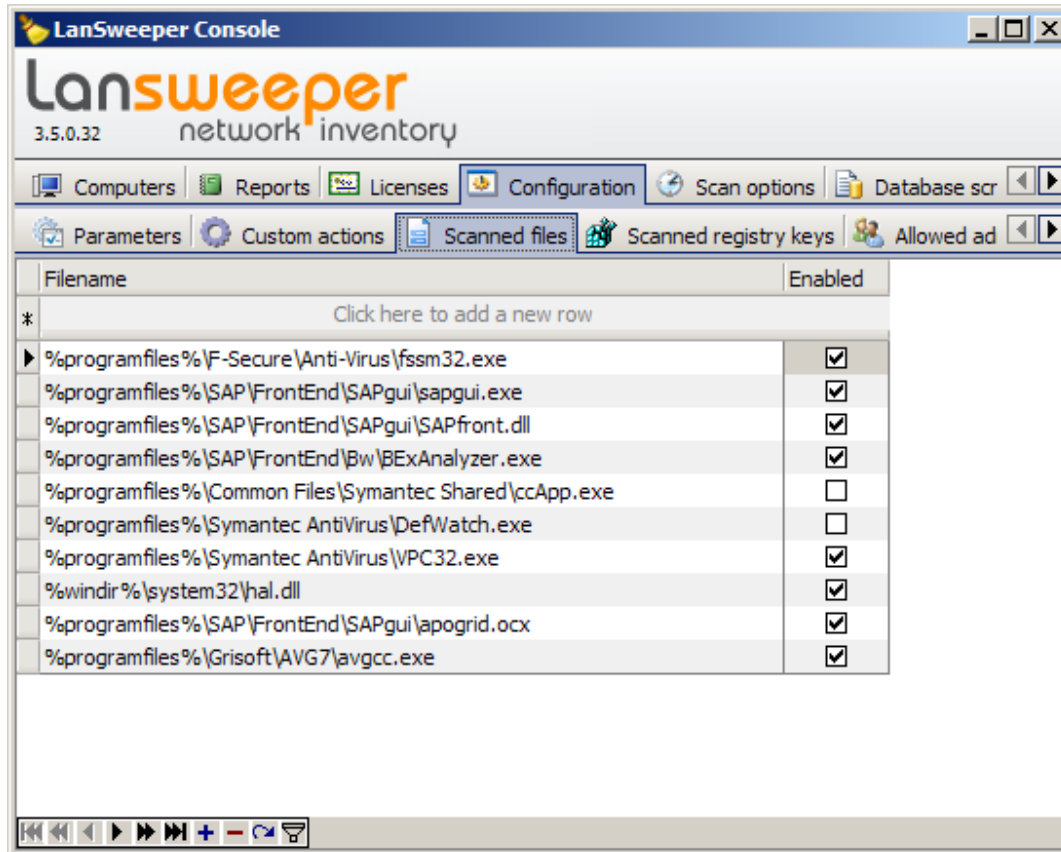 LanSweeper Console
Lansweeper
3.5.0.32 network inventory
Computers Reports Licenses Configuration Scan options Database scr
Parameters Custom actions Scanned files Scanned registry keys Allowed ad
Filename Enabled
* Click here to add a new row
%programfiles%\F-Secure\Anti-Virus\fssm32.exe
%programfiles%\SAP\FrontEnd\SAPgui\sapgui.exe
%programfiles%\SAP\FrontEnd\SAPgui\SAPfront.dll
%programfiles%\SAP\FrontEnd\Bw\BExAnalyzer.exe
%programfiles%\Common Files\Symantec Shared\ccApp.exe
%programfiles%\Symantec AntiVirus\DefWatch.exe
%programfiles%\Symantec AntiVirus\VPC32.exe
%windir%\system32\hal.dll
%programfiles%\SAP\FrontEnd\SAPgui\apogrid.ocx
%programfiles%\Grisoft\AVG7\avgcc.exe